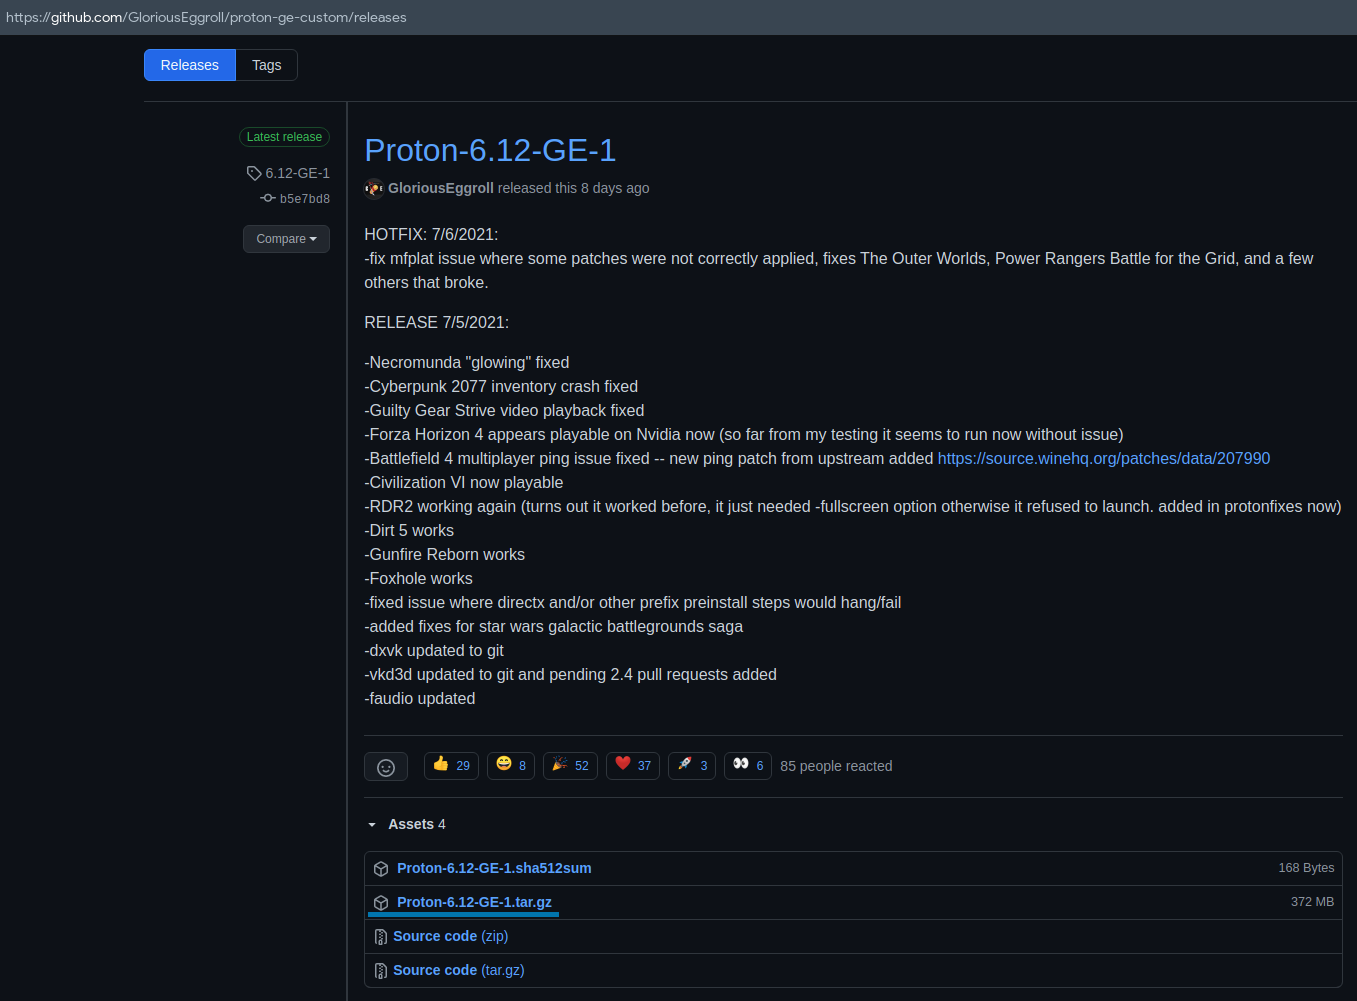 https://github.com/GloriousEggroll/proton-ge-custom/releases
Releases Tags
Latest release
6.12-GE-1
b5e7bd8
Compare
Proton-6.12-GE-1
GloriousEggroll released this 8 days ago
HOTFIX: 7/6/2021:
-fix mfplat issue where some patches were not correctly applied, fixes The Outer Worlds, Power Rangers Battle for the Grid, and a few
others that broke.
RELEASE 7/5/2021:
-Necromunda "glowing" fixed
-Cyberpunk 2077 inventory crash fixed
-Guilty Gear Strive video playback fixed
-Forza Horizon 4 appears playable on Nvidia now (so far from my testing it seems to run now without issue)
-Battlefield 4 multiplayer ping issue fixed -- new ping patch from upstream added https://source.winehq.org/patches/data/207990
-Civilization VI now playable
-RDR2 working again (turns out it worked before, it just needed -fullscreen option otherwise it refused to launch. added in protonfixes now)
-Dirt 5 works
-Gunfire Reborn works
-Foxhole works
-fixed issue where directx and/or other prefix preinstall steps would hang/fail
-added fixes for star wars galactic battlegrounds saga
-dxvk updated to git
-vkd3d updated to git and pending 2.4 pull requests added
-faudio updated
29 8 52 37 3 6 85 people reacted
Assets 4
Proton-6.12-GE-1.sha512sum 168 Bytes
Proton-6.12-GE-1.tar.gz 372 MB
Source code (zip)
Source code (tar.gz)